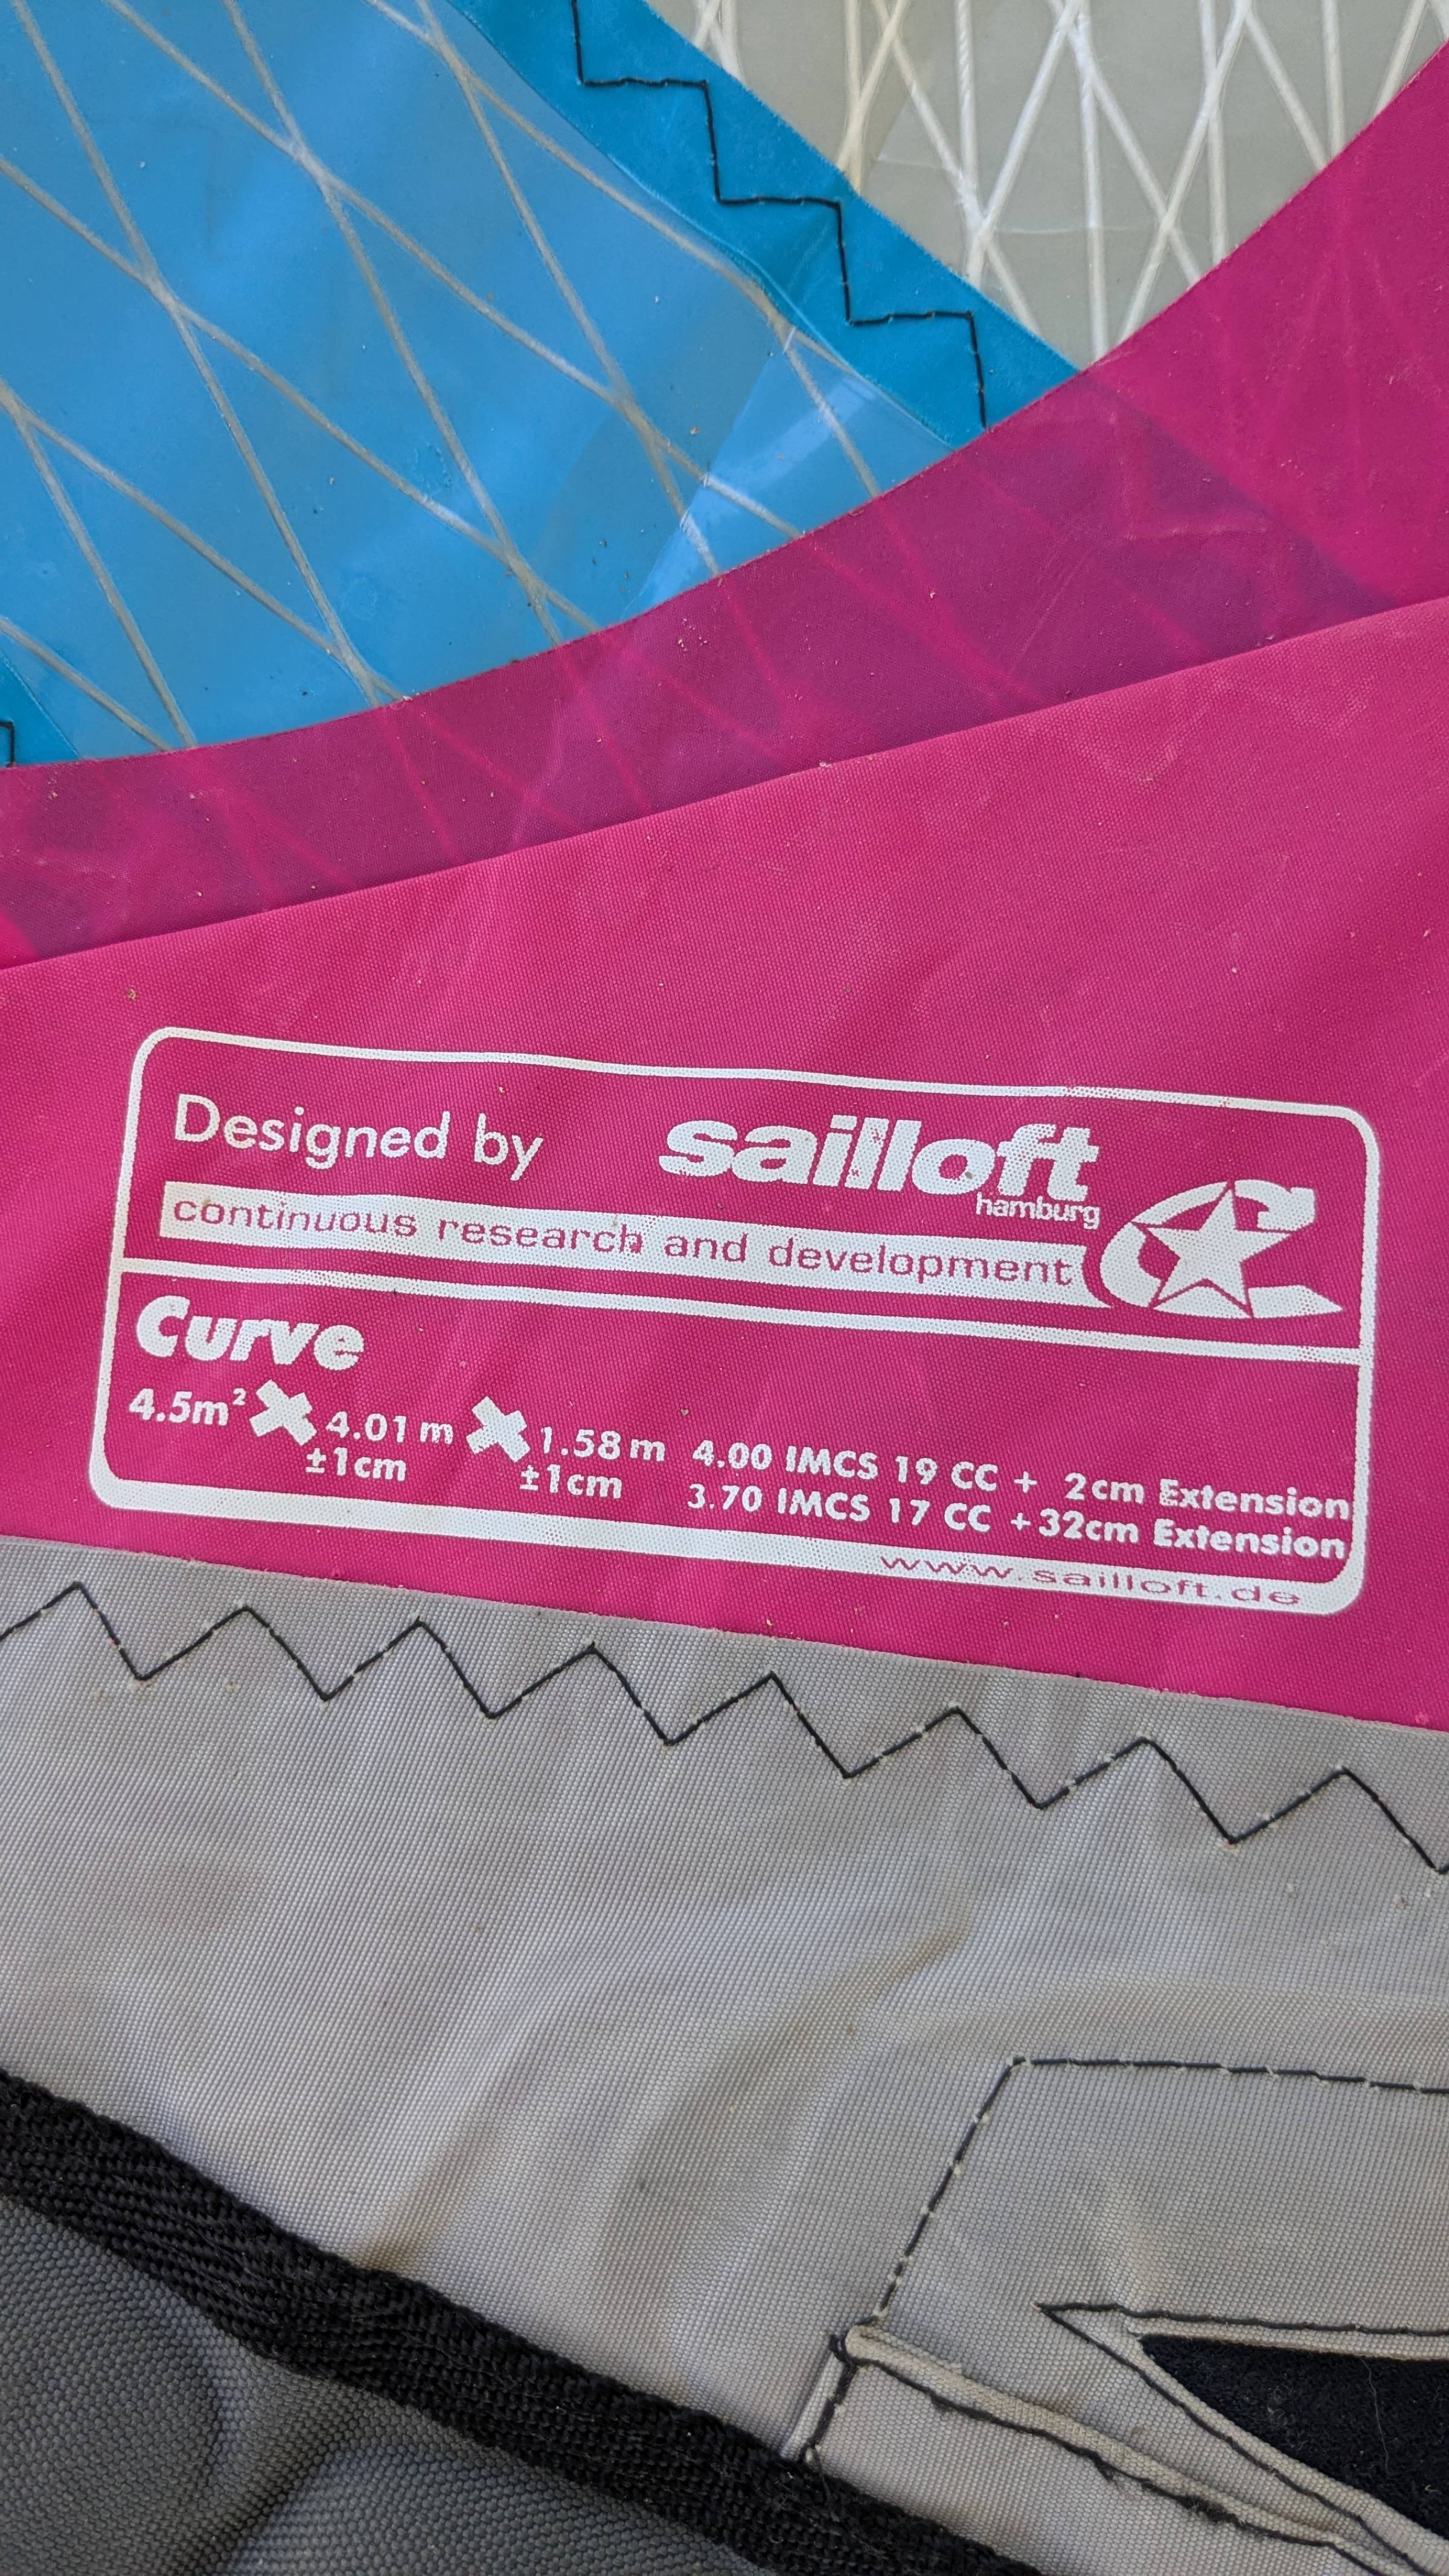 Designed by sailloft
hamburg
continuous research and development
Curve
4.5m² ✖ 4.01 m ✖ 1.58 m 4.00 IMCS 19 CC + 2cm Extension
±1cm ±1cm 3.70 IMCS 17 CC +32cm Extension
www.sailloft.de